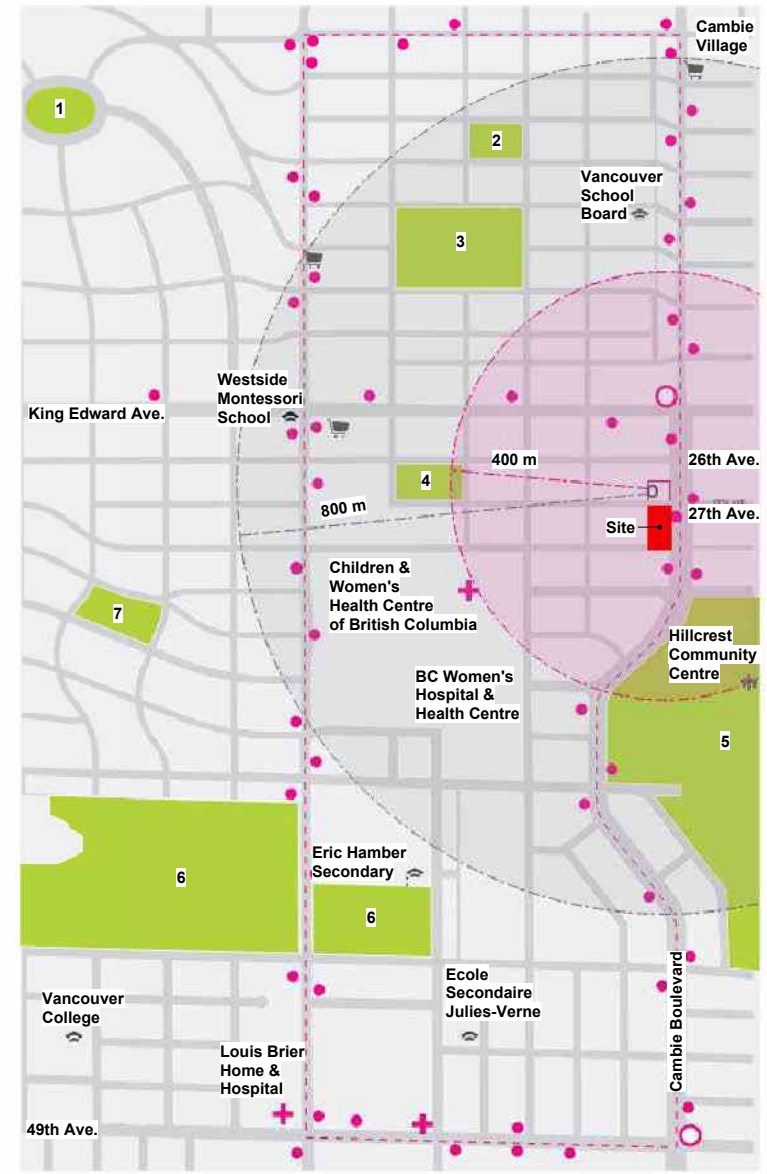 Cambie
Village
1
2
Vancouver
School
Board
3
Westside
Montessori
School
King Edward Ave.
400 m
26th Ave.
4
800 m
27th Ave.
Site
Children &
Women's
Health Centre
of British Columbia
7
Hillcrest
Community
Centre
BC Women's
Hospital &
Health Centre
5
Eric Hamber
Secondary
6
6
Ecole
Secondaire
Julies-Verne
Vancouver
College
Cambie Boulevard
Louis Brier
Home &
Hospital
49th Ave.